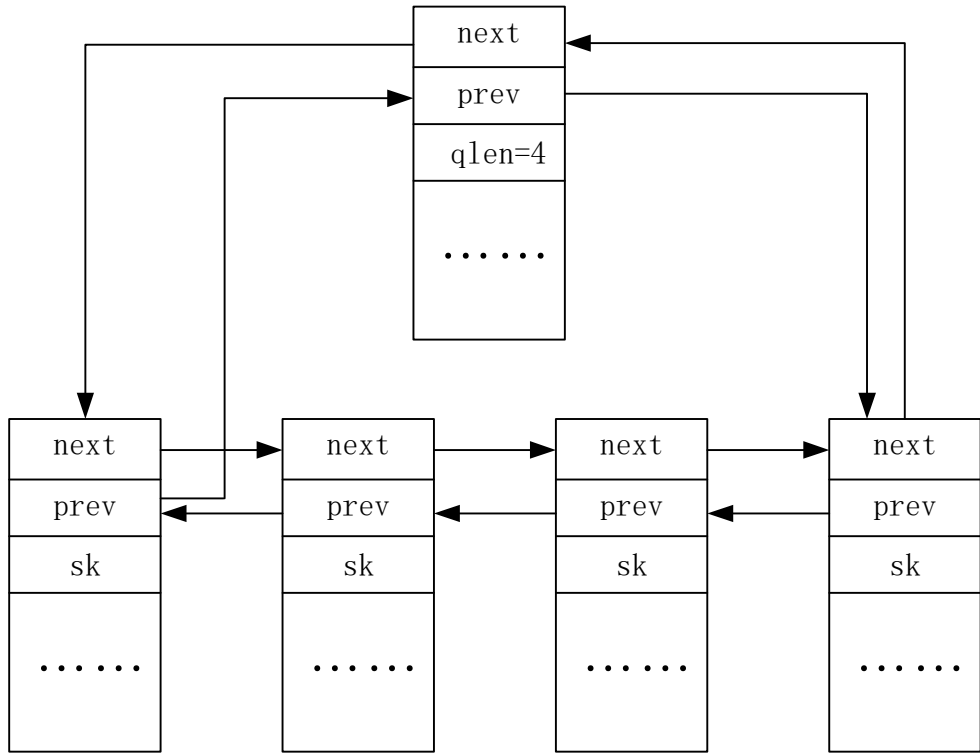 next
prev
qlen=4
······
next next next next
prev prev prev prev
sk sk sk sk
······ ······ ······ ······